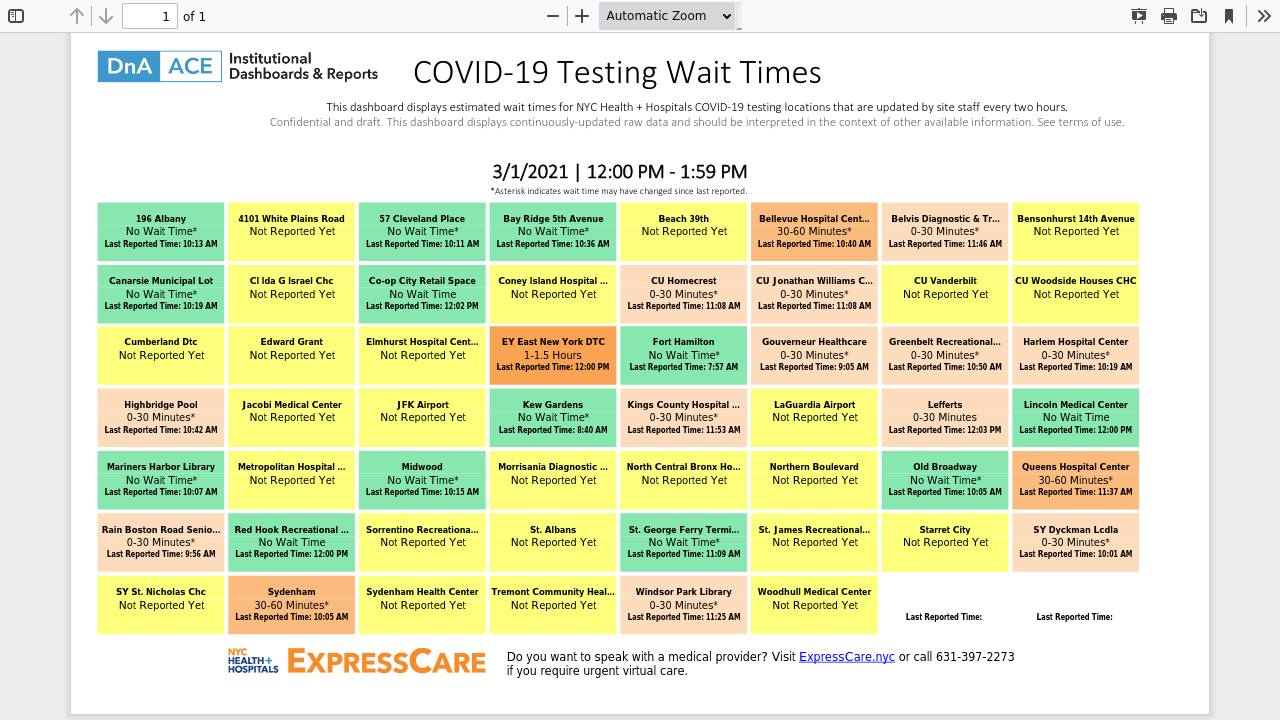 1 of 1 Automatic Zoom
DnA ACE Institutional
Dashboards & Reports
COVID-19 Testing Wait Times
This dashboard displays estimated wait times for NYC Health + Hospitals COVID-19 testing locations that are updated by site staff every two hours.
Confidential and draft. This dashboard displays continuously-updated raw data and should be interpreted in the context of other available information. See terms of use.
3/1/2021 | 12:00 PM - 1:59 PM
*Asterisk indicates wait time may have changed since last reported.
196 Albany
No Wait Time*
Last Reported Time: 10:13 AM
4101 White Plains Road
Not Reported Yet
57 Cleveland Place
No Wait Time*
Last Reported Time: 10:11 AM
Bay Ridge 5th Avenue
No Wait Time*
Last Reported Time: 10:36 AM
Beach 39th
Not Reported Yet
Bellevue Hospital Cent...
30-60 Minutes*
Last Reported Time: 10:40 AM
Belvis Diagnostic & Tr...
0-30 Minutes*
Last Reported Time: 11:46 AM
Bensonhurst 14th Avenue
Not Reported Yet
Canarsie Municipal Lot
No Wait Time*
Last Reported Time: 10:19 AM
CI Ida G Israel Chc
Not Reported Yet
Co-op City Retail Space
No Wait Time
Last Reported Time: 12:02 PM
Coney Island Hospital ...
Not Reported Yet
CU Homecrest
0-30 Minutes*
Last Reported Time: 11:08 AM
CU Jonathan Williams C...
0-30 Minutes*
Last Reported Time: 11:08 AM
CU Vanderbilt
Not Reported Yet
CU Woodside Houses CHC
Not Reported Yet
Cumberland Dtc
Not Reported Yet
Edward Grant
Not Reported Yet
Elmhurst Hospital Cent...
Not Reported Yet
EY East New York DTC
1-1.5 Hours
Last Reported Time: 12:00 PM
Fort Hamilton
No Wait Time*
Last Reported Time: 7:57 AM
Gouverneur Healthcare
0-30 Minutes*
Last Reported Time: 9:05 AM
Greenbelt Recreational...
0-30 Minutes*
Last Reported Time: 10:50 AM
Harlem Hospital Center
0-30 Minutes*
Last Reported Time: 10:19 AM
Highbridge Pool
0-30 Minutes*
Last Reported Time: 10:42 AM
Jacobi Medical Center
Not Reported Yet
JFK Airport
Not Reported Yet
Kew Gardens
No Wait Time*
Last Reported Time: 8:40 AM
Kings County Hospital ...
0-30 Minutes*
Last Reported Time: 11:53 AM
LaGuardia Airport
Not Reported Yet
Lefferts
0-30 Minutes
Last Reported Time: 12:03 PM
Lincoln Medical Center
No Wait Time
Last Reported Time: 12:00 PM
Mariners Harbor Library
No Wait Time*
Last Reported Time: 10:07 AM
Metropolitan Hospital ...
Not Reported Yet
Midwood
No Wait Time*
Last Reported Time: 10:15 AM
Morrisania Diagnostic ...
Not Reported Yet
North Central Bronx Ho...
Not Reported Yet
Northern Boulevard
Not Reported Yet
Old Broadway
No Wait Time*
Last Reported Time: 10:05 AM
Queens Hospital Center
30-60 Minutes*
Last Reported Time: 11:37 AM
Rain Boston Road Senio...
0-30 Minutes*
Last Reported Time: 9:56 AM
Red Hook Recreational ...
No Wait Time
Last Reported Time: 12:00 PM
Sorrentino Recreationa...
Not Reported Yet
St. Albans
Not Reported Yet
St. George Ferry Termi...
No Wait Time*
Last Reported Time: 11:09 AM
St. James Recreational...
Not Reported Yet
Starret City
Not Reported Yet
SY Dyckman Lcdla
0-30 Minutes*
Last Reported Time: 10:01 AM
SY St. Nicholas Chc
Not Reported Yet
Sydenham
30-60 Minutes*
Last Reported Time: 10:05 AM
Sydenham Health Center
Not Reported Yet
Tremont Community Heal...
Not Reported Yet
Windsor Park Library
0-30 Minutes*
Last Reported Time: 11:25 AM
Woodhull Medical Center
Not Reported Yet
Last Reported Time:
Last Reported Time:
NYC
HEALTH+
HOSPITALS
EXPRESSCARE
Do you want to speak with a medical provider? Visit ExpressCare.nyc or call 631-397-2273
if you require urgent virtual care.